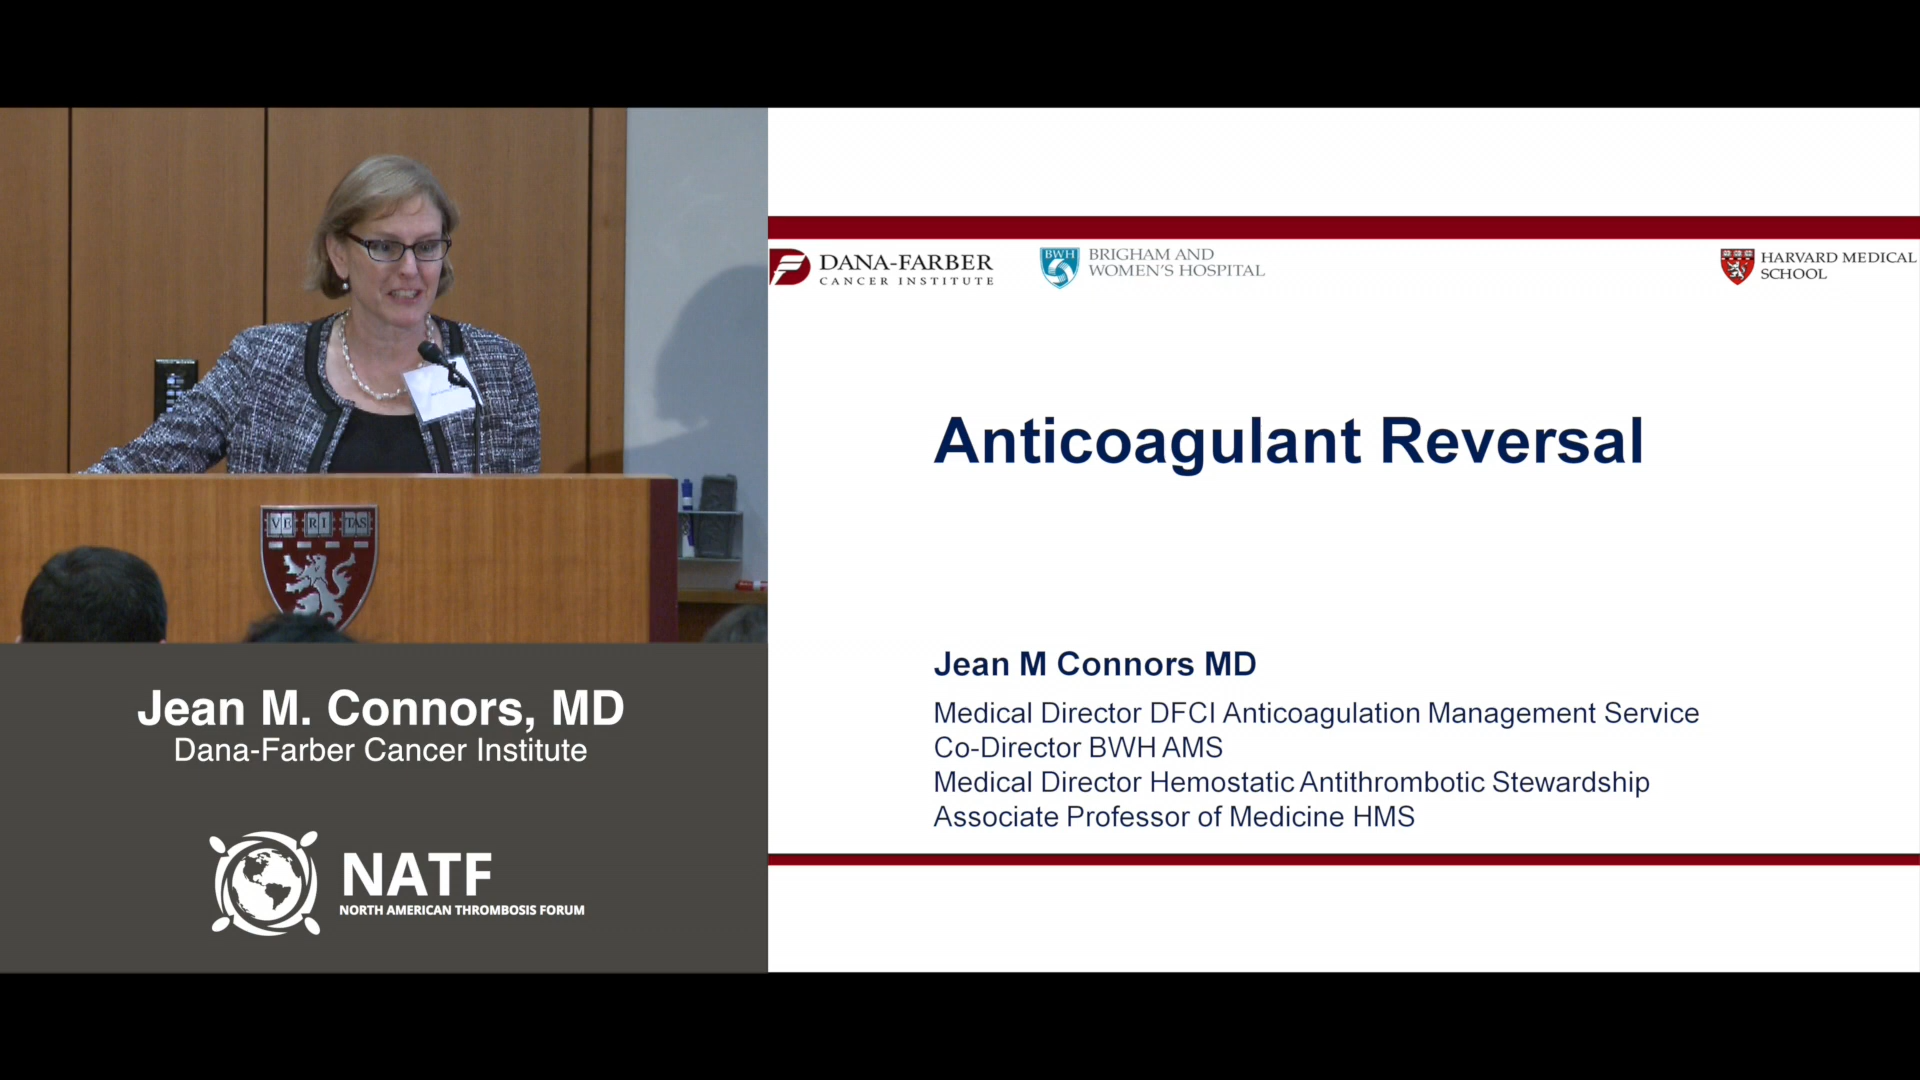 VE RI TAS
Jean M. Connors, MD
Dana-Farber Cancer Institute
NATF
NORTH AMERICAN THROMBOSIS FORUM
DANA-FARBER
CANCER INSTITUTE
BWH
BRIGHAM AND
WOMEN'S HOSPITAL
HARVARD MEDICAL
SCHOOL
Anticoagulant Reversal
Jean M Connors MD
Medical Director DFCI Anticoagulation Management Service
Co-Director BWH AMS
Medical Director Hemostatic Antithrombotic Stewardship
Associate Professor of Medicine HMS